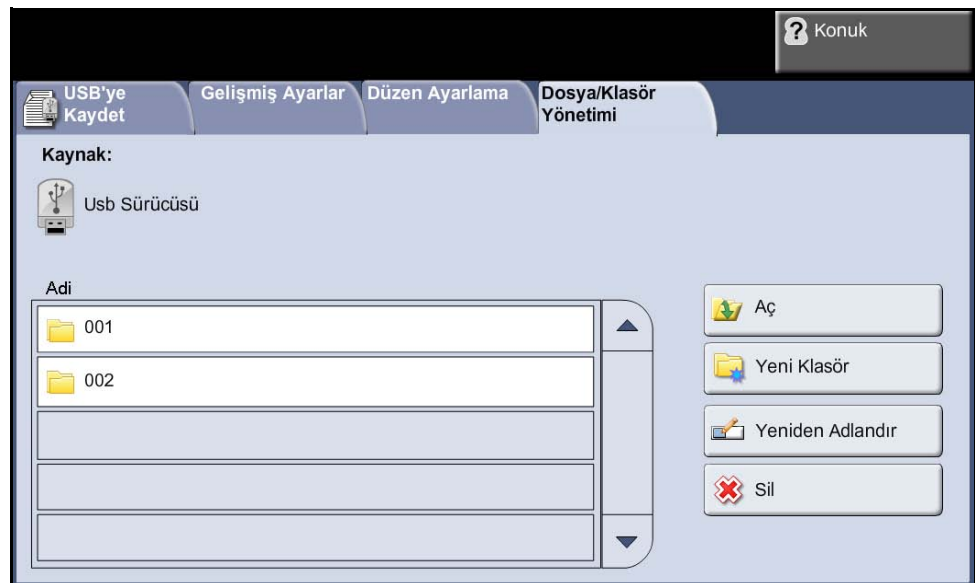 Konuk
USB'ye
Kaydet
Gelişmiş Ayarlar
Düzen Ayarlama
Dosya/Klasör
Yönetimi
Kaynak:
Usb Sürücüsü
Adi
001
002
Aç
Yeni Klasör
Yeniden Adlandır
Sil